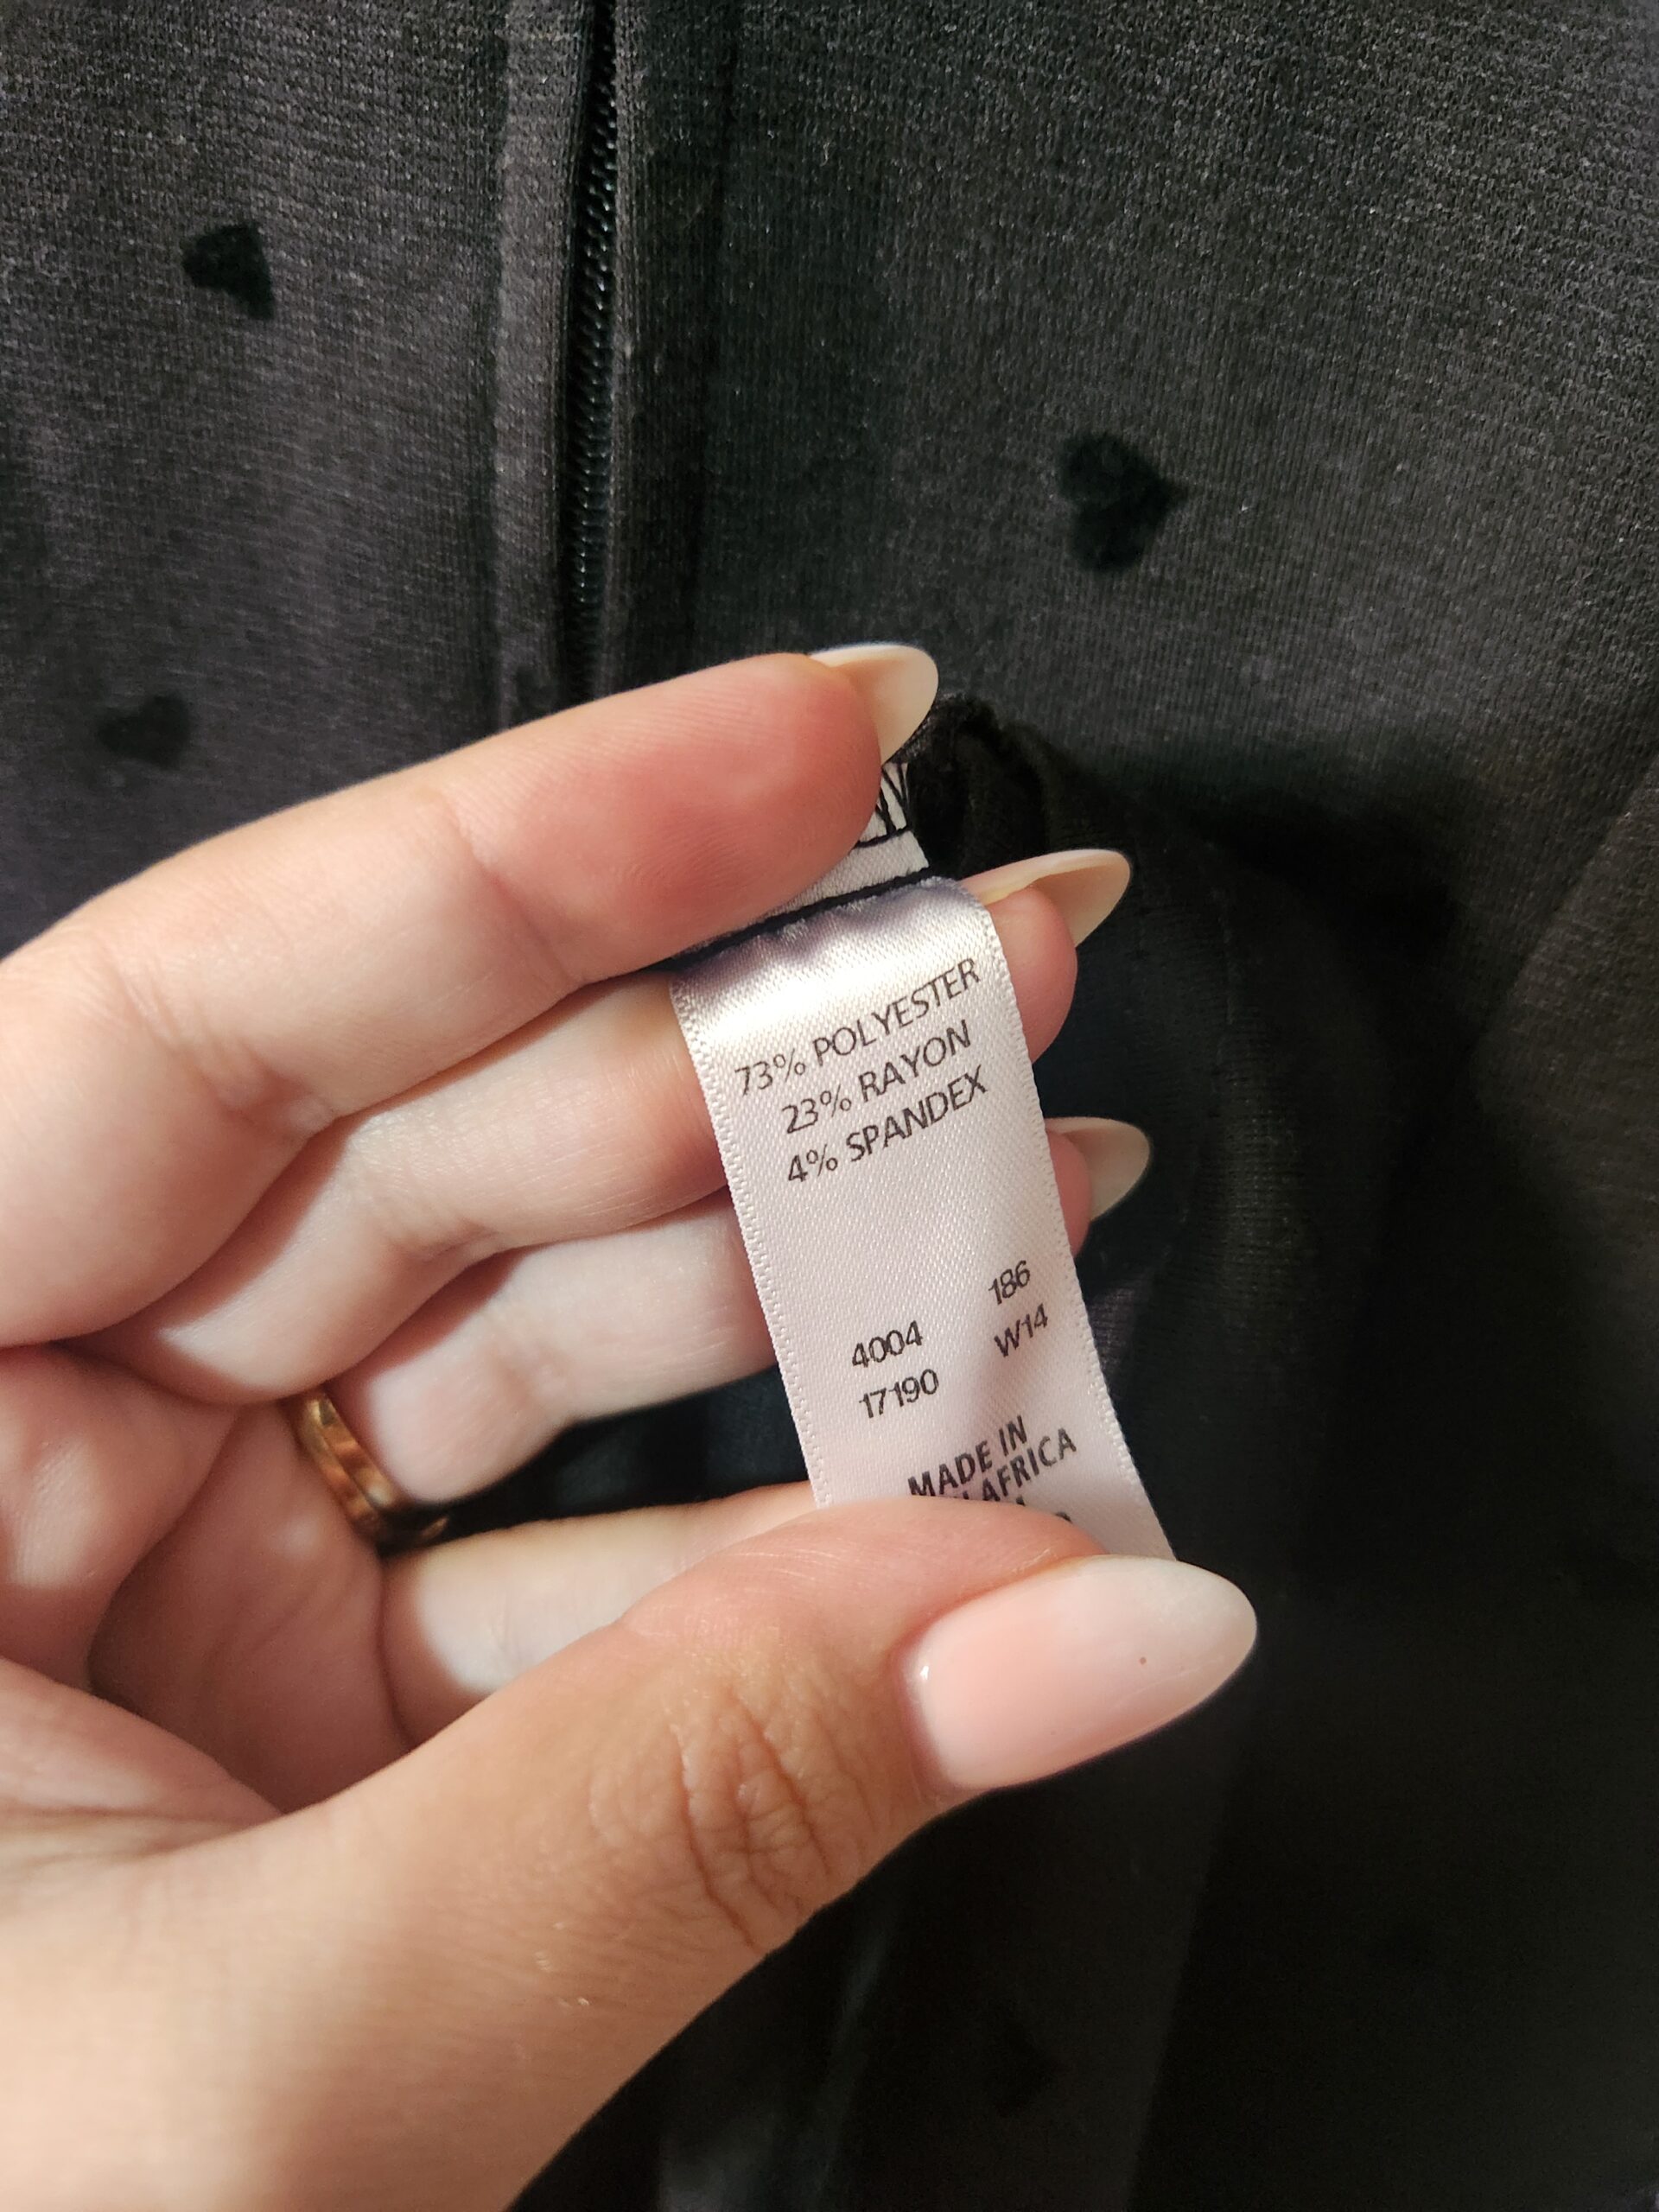 73% POLYESTER
23% RAYON
4% SPANDEX
186
4004 W14
17190
MADE IN
AFRICA